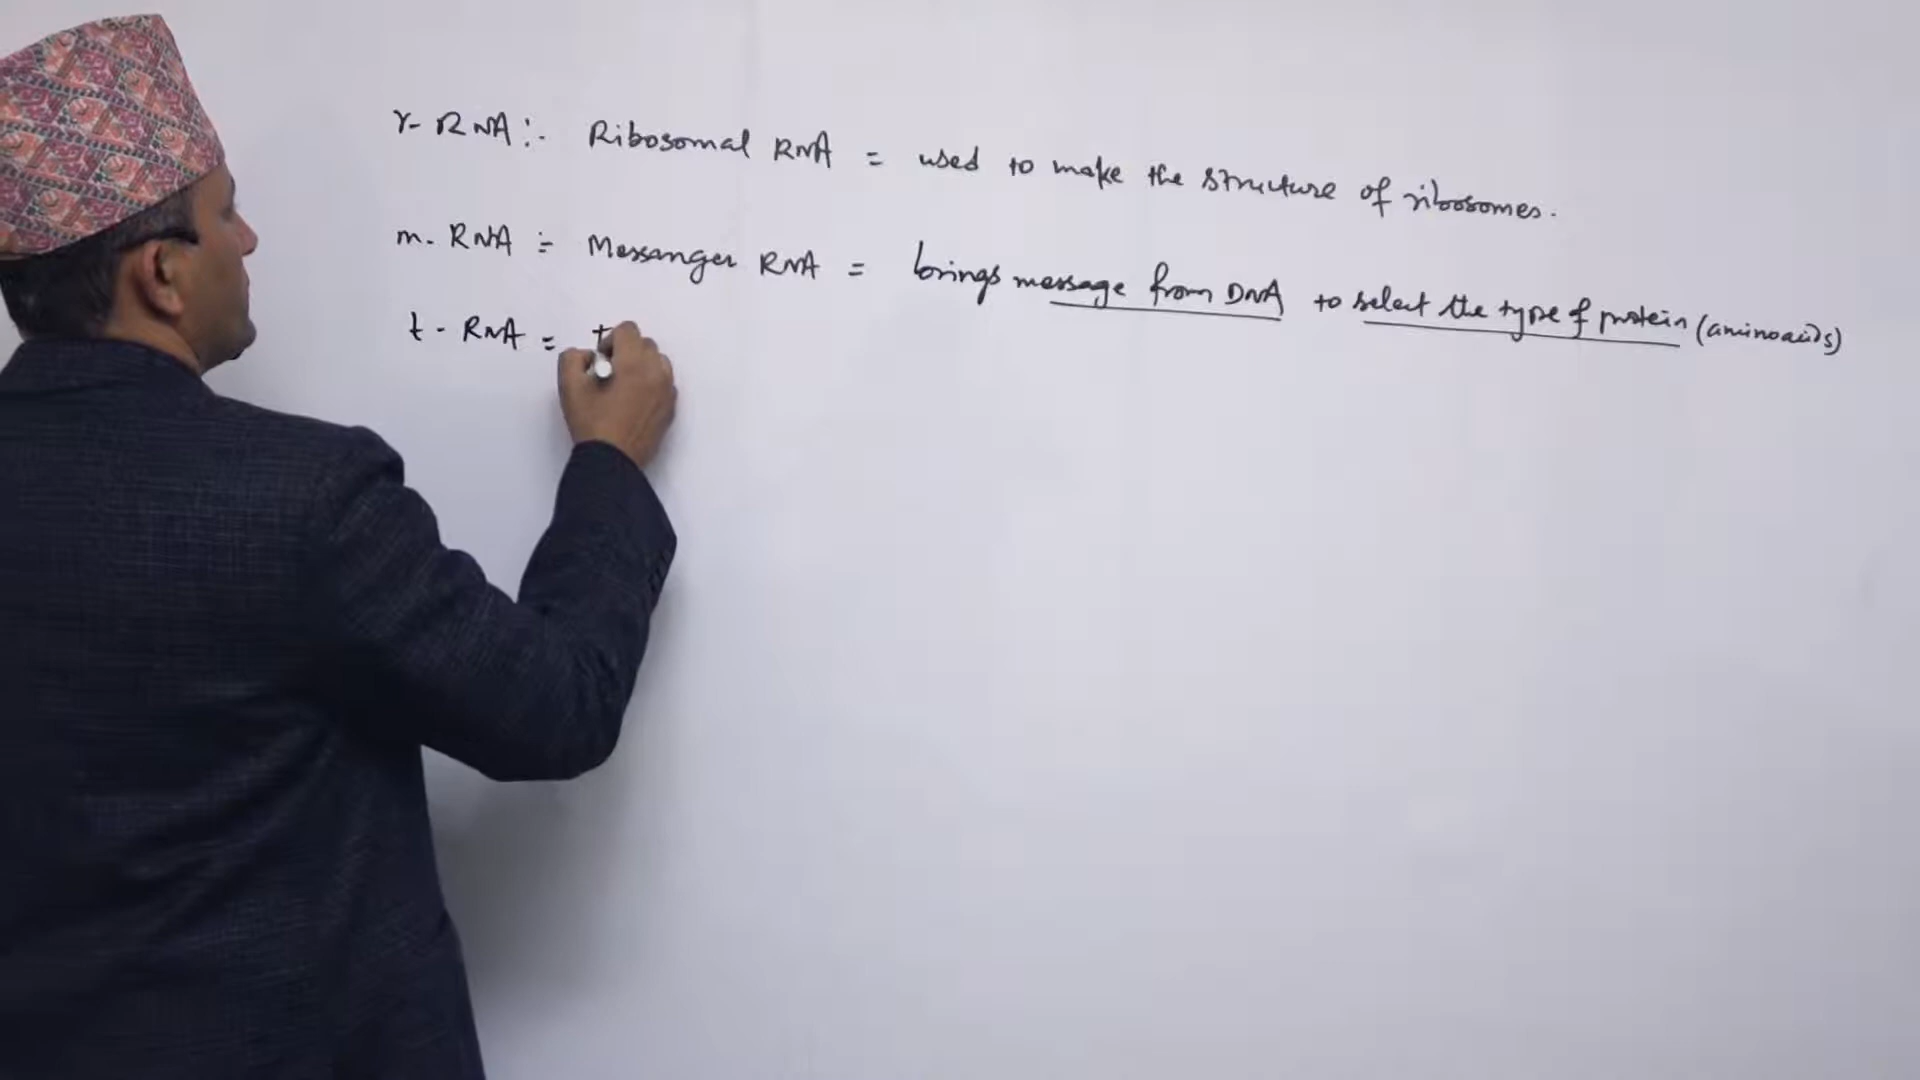 r- RNA :- Ribosomal RNA = used to make the structure of ribosomes.
m- RNA :- Messanger RNA = brings message from DNA to select the type of protein (aminoacids)
t - RNA = t